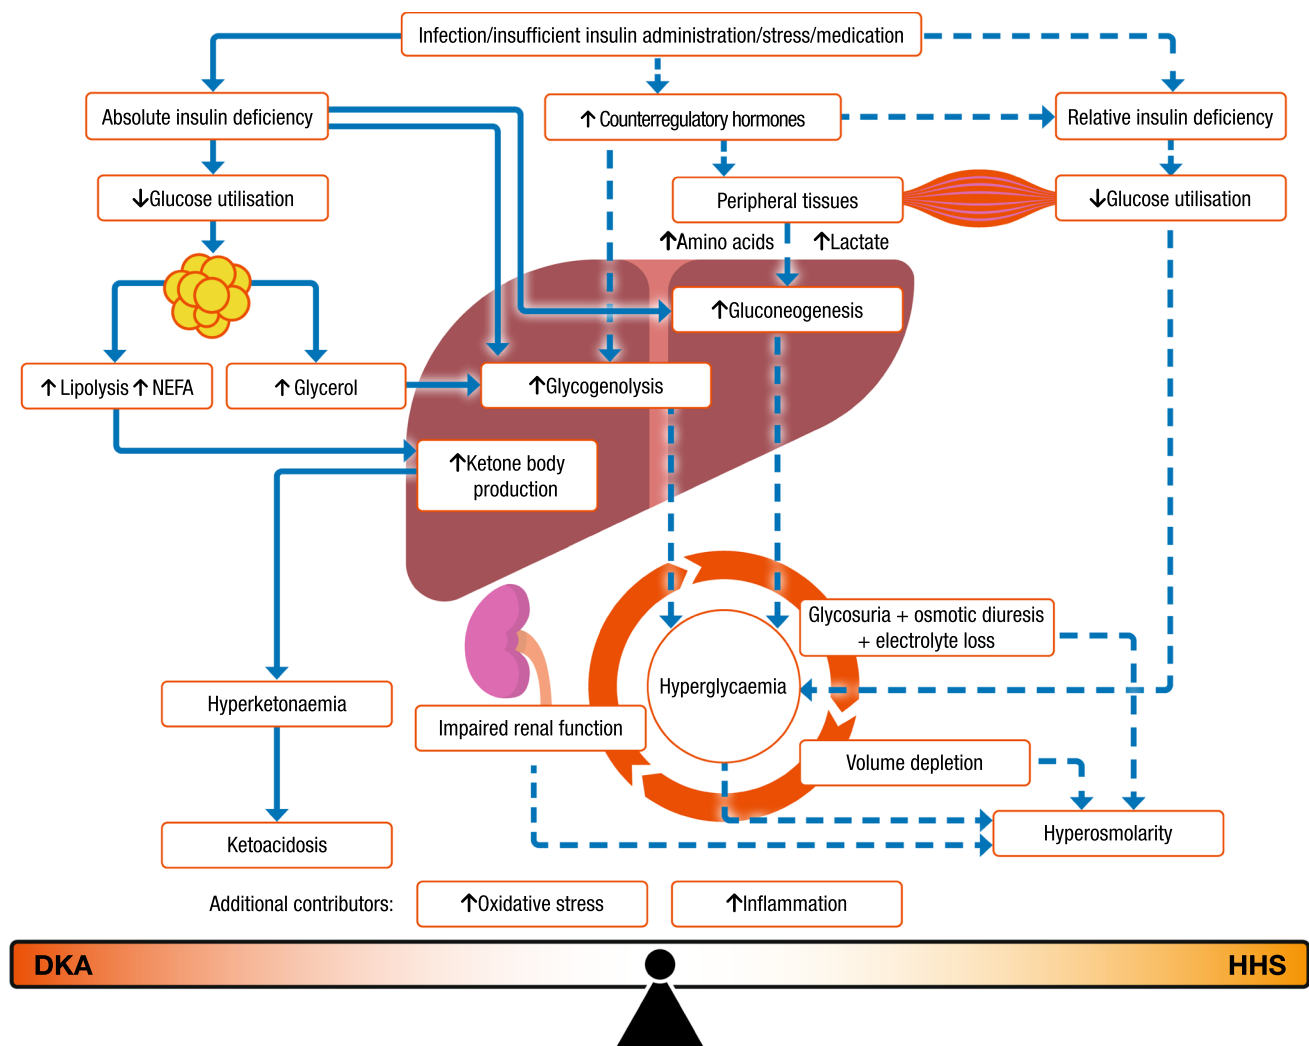 Infection/insufficient insulin administration/stress/medication
Absolute insulin deficiency
↑ Counterregulatory hormones
Relative insulin deficiency
↓Glucose utilisation
Peripheral tissues
↓Glucose utilisation
↑Amino acids
↑Lactate
↑Gluconeogenesis
↑ Lipolysis ↑ NEFA
↑ Glycerol
↑Glycogenolysis
↑Ketone body
production
Glycosuria + osmotic diuresis
+ electrolyte loss
Hyperketonaemia
Hyperglycaemia
Impaired renal function
Volume depletion
Ketoacidosis
Hyperosmolarity
Additional contributors:
↑Oxidative stress
↑Inflammation
DKA
HHS